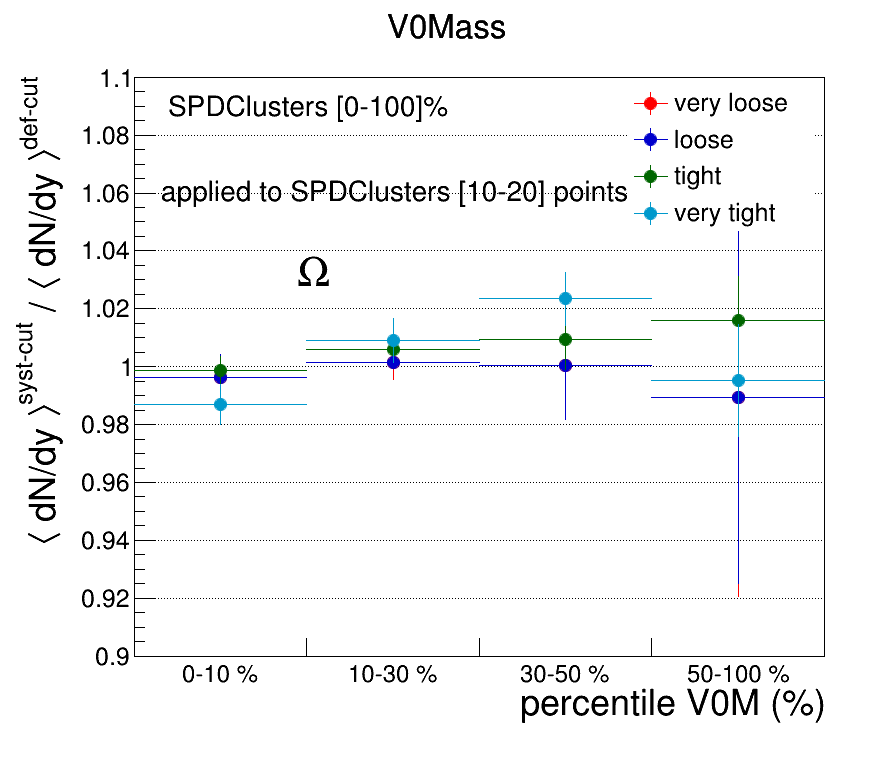 V0Mass
SPDClusters [0-100]%
applied to SPDClusters [10-20] points
Ω
very loose
loose
tight
very tight
⟨ dN/dy ⟩^syst-cut / ⟨ dN/dy ⟩^def-cut
1.1
1.08
1.06
1.04
1.02
1
0.98
0.96
0.94
0.92
0.9
0-10 % 10-30 % 30-50 % 50-100 %
percentile V0M (%)